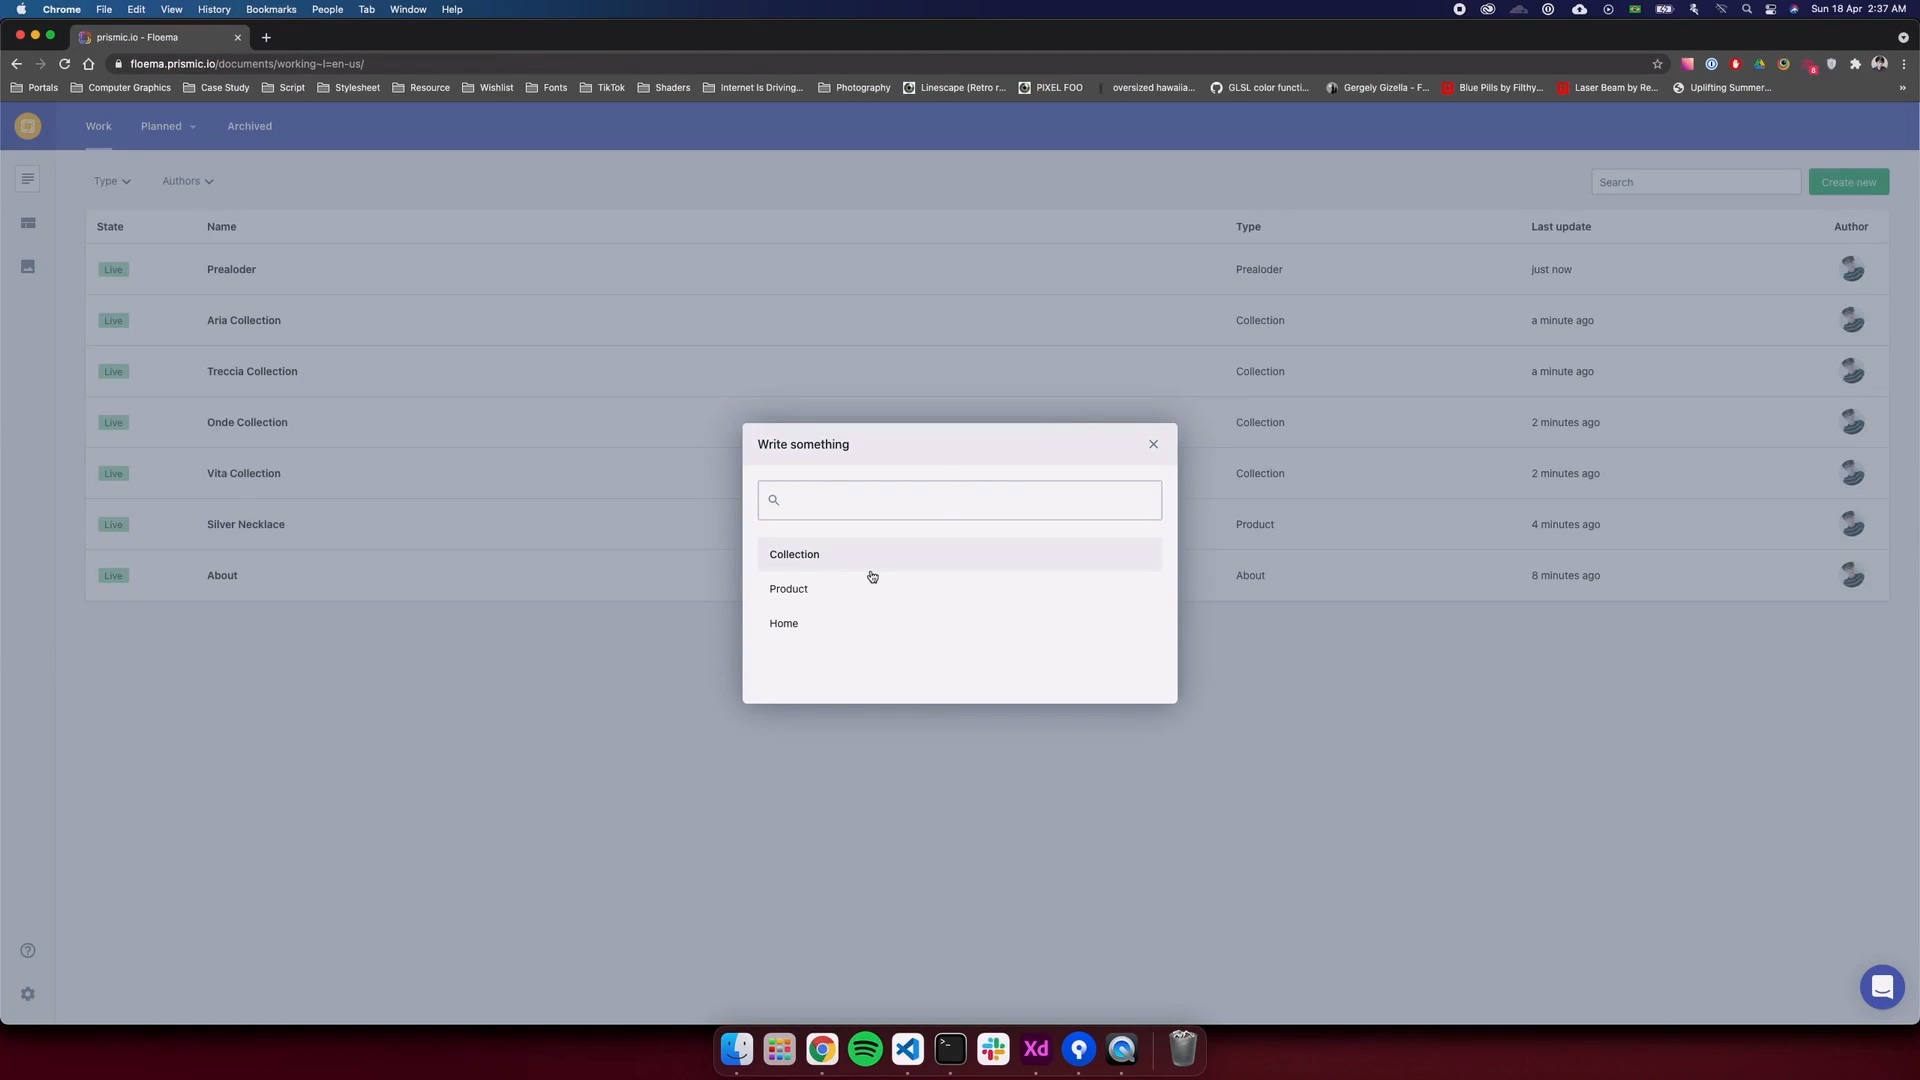 Chrome File Edit View History Bookmarks People Tab Window Help Sun 18 Apr 2:37 AM
prismic.io - Floema
floema.prismic.io/documents/working~l=en-us/
Portals Computer Graphics Case Study Script Stylesheet Resource Wishlist Fonts TikTok Shaders Internet Is Driving... Photography Linescape (Retro r... PIXEL FOO oversized hawaiia... GLSL color functi... Gergely Gizella - F... Blue Pills by Filthy... Laser Beam by Re... Uplifting Summer... »
Work Planned Archived
Type Authors Search Create new
State Name Type Last update Author
Live Prealoder Prealoder just now
Live Aria Collection Collection a minute ago
Live Treccia Collection Collection a minute ago
Live Onde Collection Collection 2 minutes ago
Live Vita Collection Collection 2 minutes ago
Live Silver Necklace Product 4 minutes ago
Live About About 8 minutes ago
Write something
Collection
Product
Home
Xd